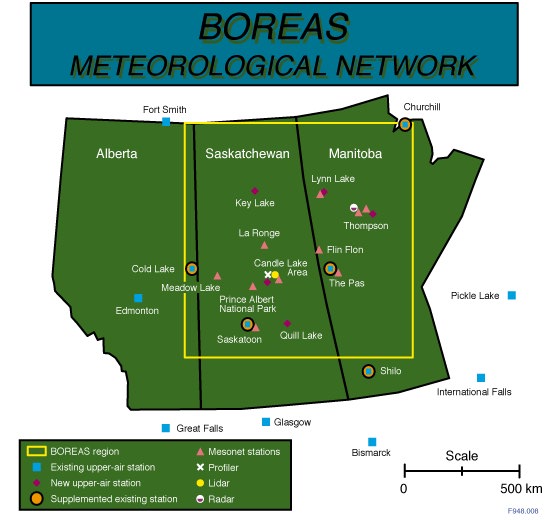 BOREAS
METEOROLOGICAL NETWORK
Fort Smith
Churchill
Alberta
Saskatchewan
Manitoba
Lynn Lake
Key Lake
Thompson
La Ronge
Flin Flon
Candle Lake
Area
Cold Lake
Meadow Lake
The Pas
Prince Albert
National Park
Pickle Lake
Edmonton
Saskatoon
Quill Lake
Shilo
International Falls
Great Falls
Glasgow
Bismarck
BOREAS region
Existing upper-air station
New upper-air station
Supplemented existing station
Mesonet stations
Profiler
Lidar
Radar
Scale
0
500 km
F948.008